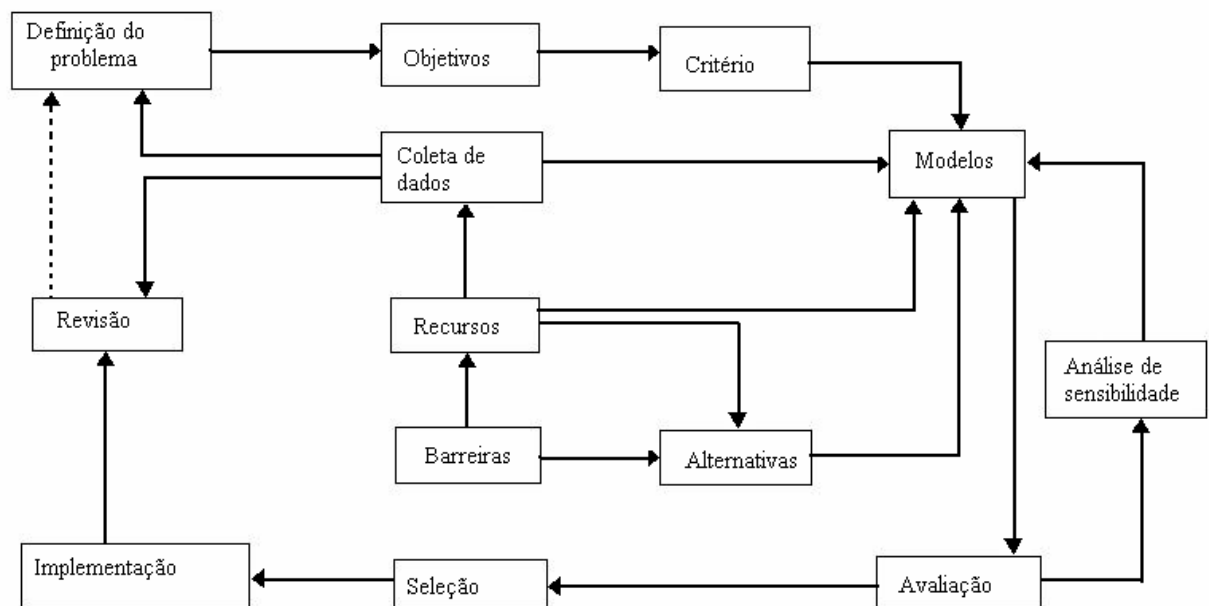 Definição do
problema
Objetivos
Critério
Coleta de
dados
Modelos
Revisão
Recursos
Análise de
sensibilidade
Barreiras
Alternativas
Implementação
Seleção
Avaliação